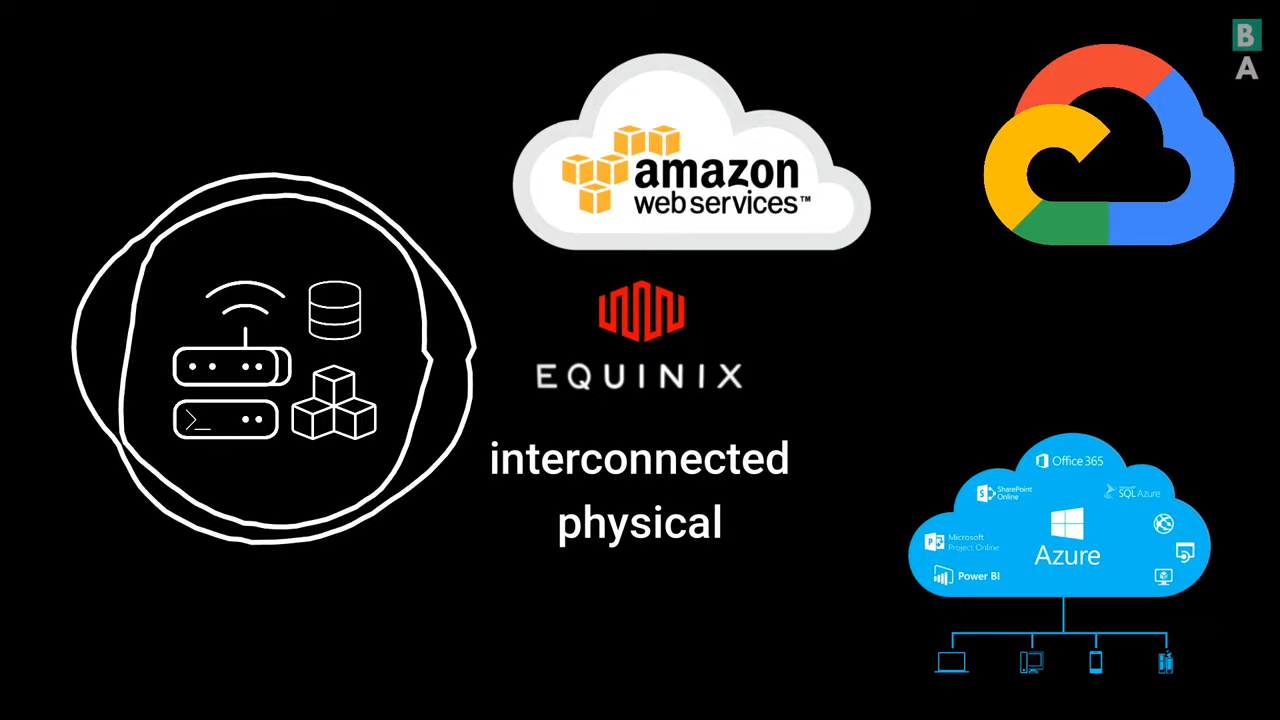 B
A
amazon
web services™
EQUINIX
interconnected
physical
Office 365
SharePoint
Online
SQL Azure
Microsoft
Project Online
Azure
Power BI